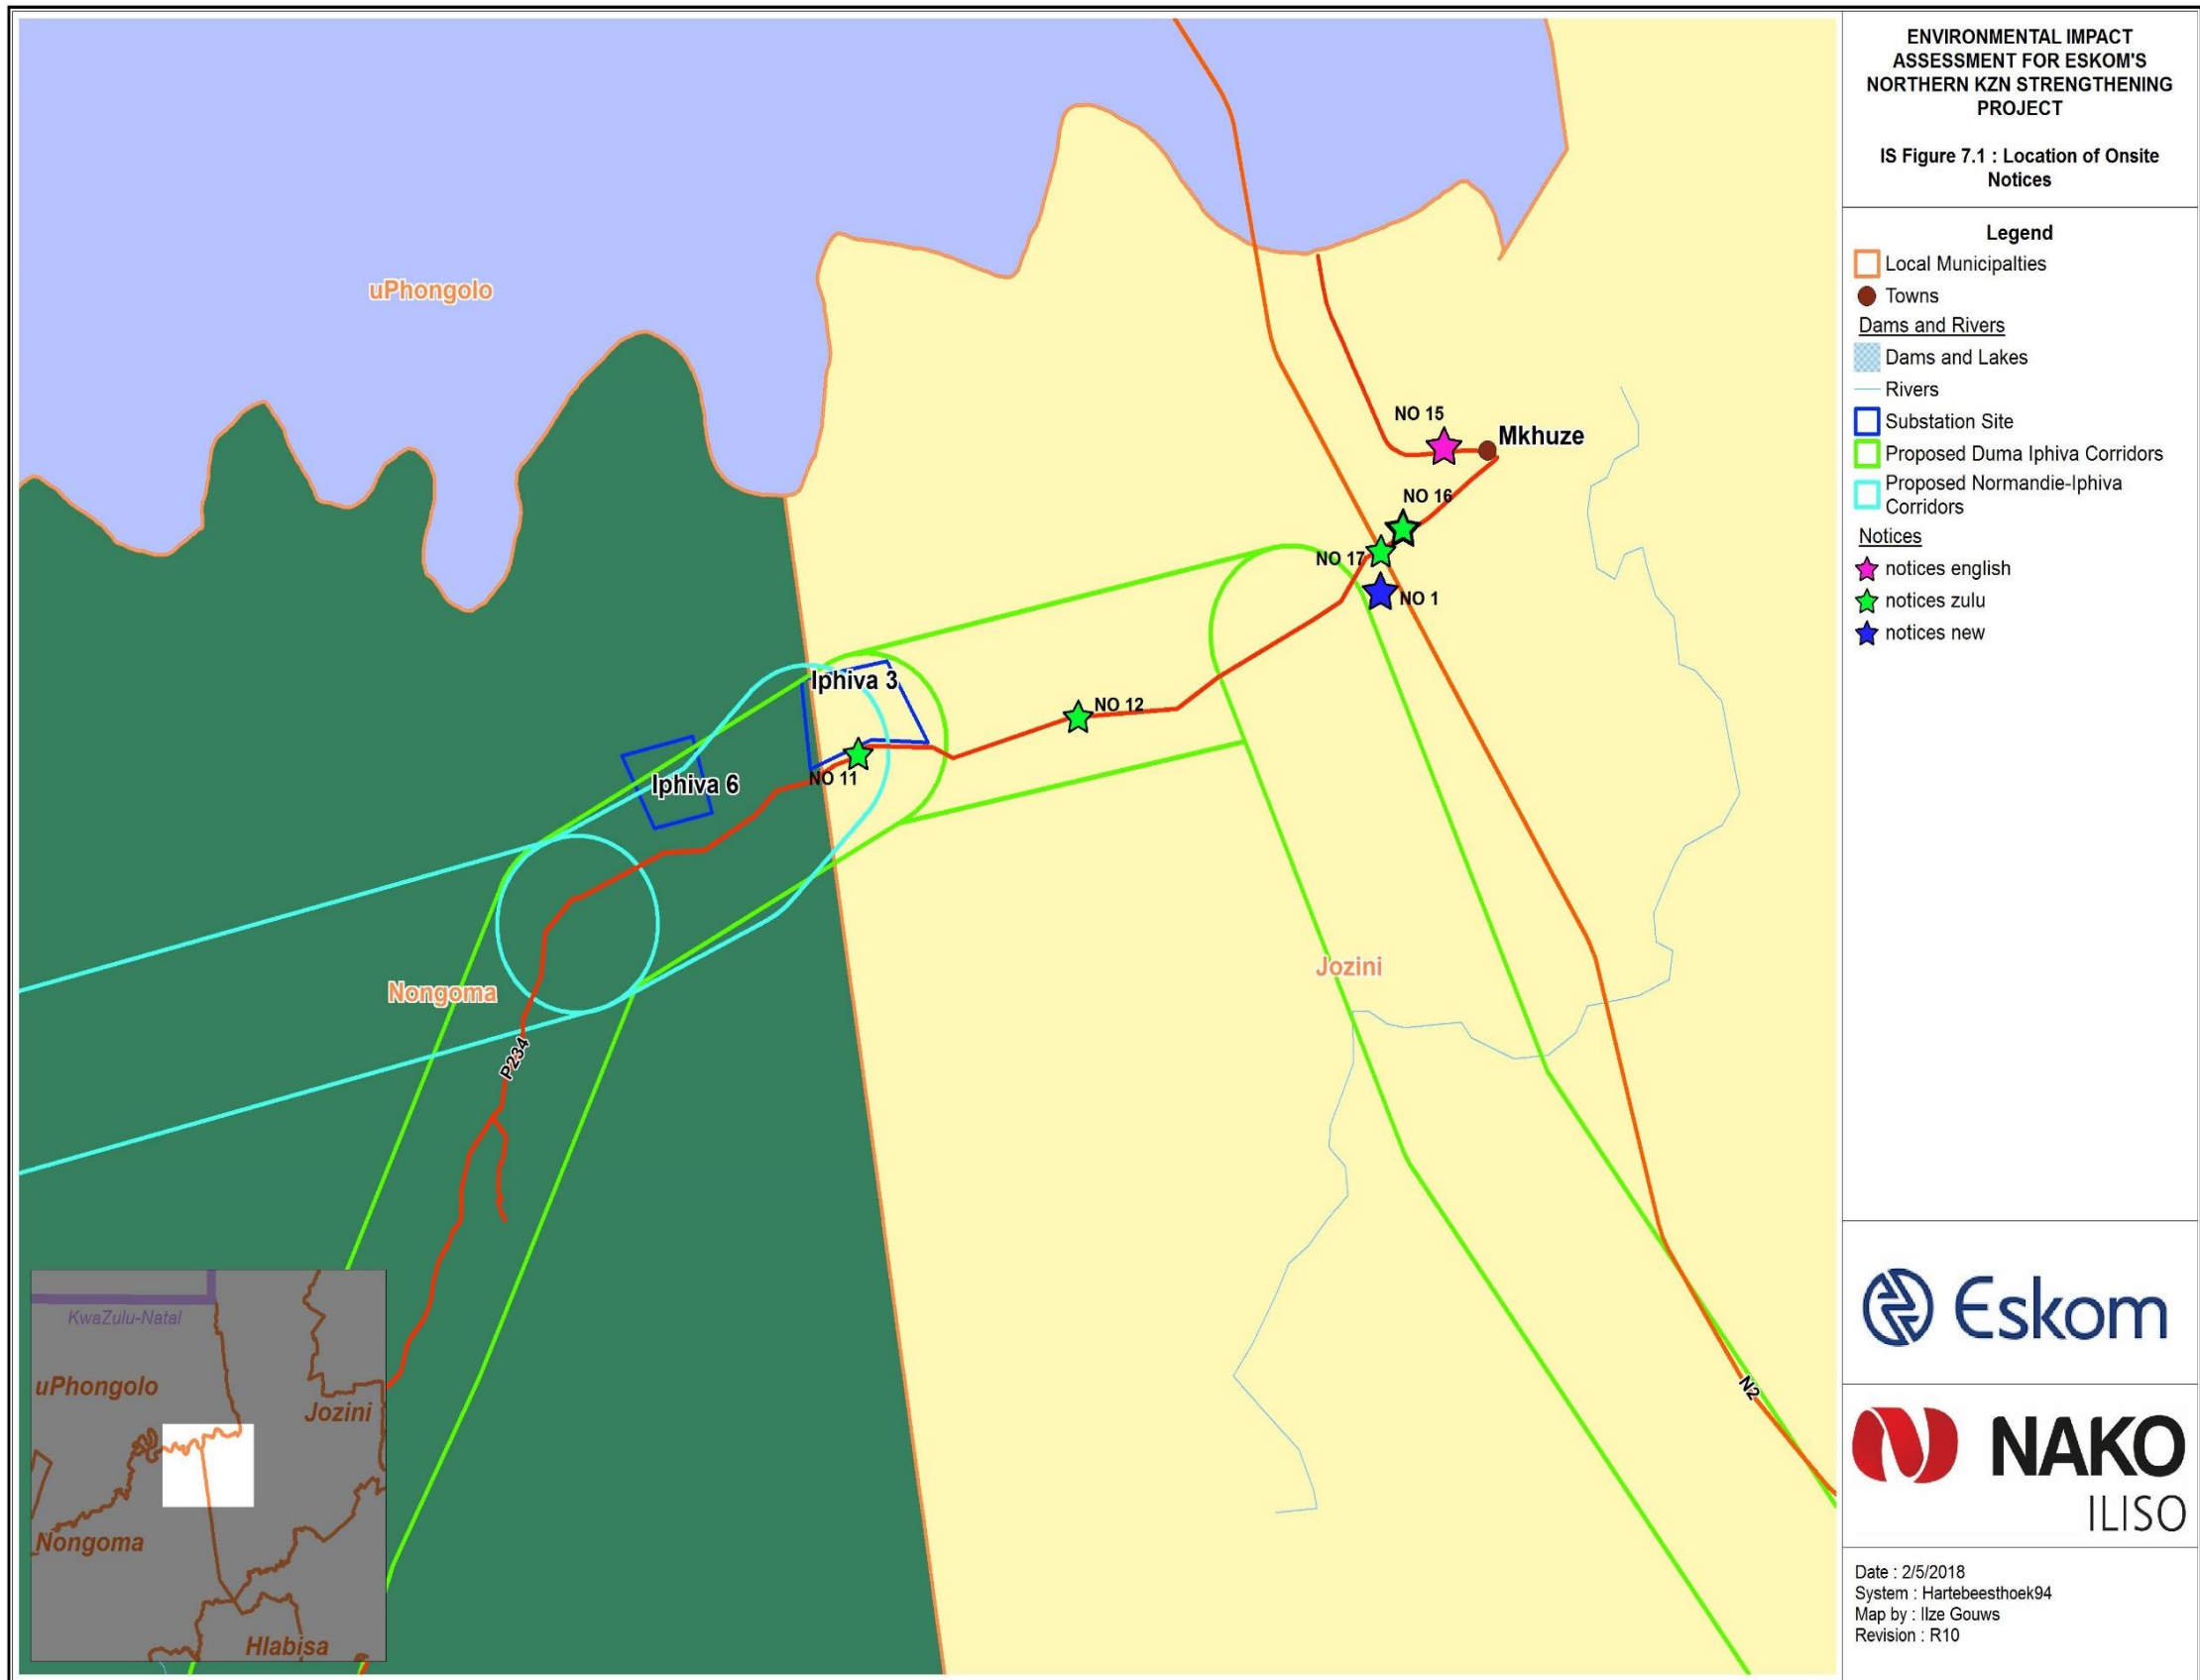 ENVIRONMENTAL IMPACT
ASSESSMENT FOR ESKOM'S
NORTHERN KZN STRENGTHENING
PROJECT
IS Figure 7.1 : Location of Onsite
Notices
Legend
Local Municipalties
Towns
Dams and Rivers
Dams and Lakes
Rivers
Substation Site
Proposed Duma Iphiva Corridors
Proposed Normandie-Iphiva
Corridors
Notices
notices english
notices zulu
notices new
Eskom
NAKO
ILISO
Date : 2/5/2018
System : Hartebeesthoek94
Map by : Ilze Gouws
Revision : R10
uPhongolo
NO 15
Mkhuze
NO 16
NO 17
NO 1
Iphiva 3
NO 12
NO 11
Iphiva 6
Jozini
Nongoma
P234
N2
KwaZulu-Natal
uPhongolo
Jozini
Nongoma
Hlabisa